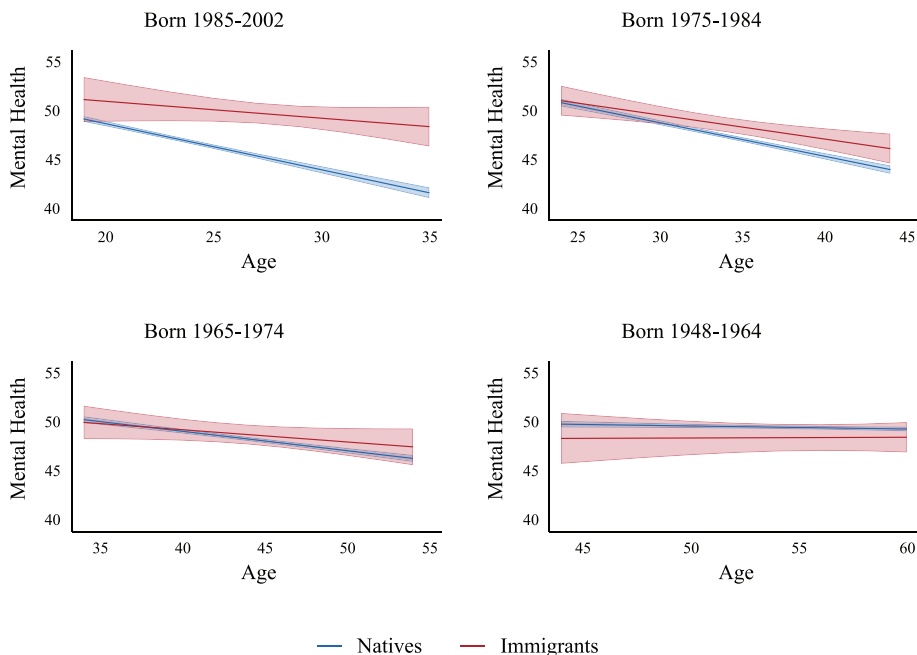 Born 1985-2002
Mental Health
55
50
45
40
20 25 30 35
Age
Born 1975-1984
Mental Health
55
50
45
40
25 30 35 40 45
Age
Born 1965-1974
Mental Health
55
50
45
40
35 40 45 50 55
Age
Born 1948-1964
Mental Health
55
50
45
40
45 50 55 60
Age
Natives Immigrants